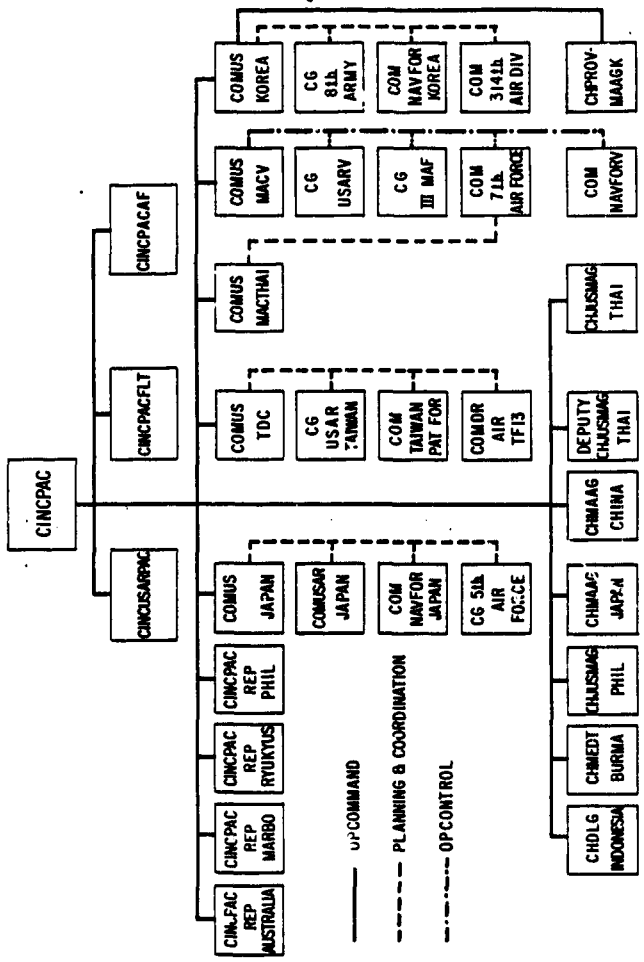 CINCPAC
CINCUSARPAC
CINCPACFLT
CINCPACAF
CINCPAC
REP
AUSTRALIA
CINCPAC
REP
MARBO
CINCPAC
REP
RYUKYUS
CINCPAC
REP
PHIL
COMUS
JAPAN
COMUS
TDC
COMUS
MACTHAI
COMUS
MACV
COMUS
KOREA
COMUSAR
JAPAN
CG
USAR
TAIWAN
CG
USARV
CG
8th
ARMY
COM
NAVFOR
JAPAN
COM
TAIWAN
PAT FOR
CG
III MAF
COM
NAV FOR
KOREA
CG 5th
AIR
FORCE
COMDR
AIR
TF13
COM
7th
AIR FORCE
COM
314th
AIR DIV
OPCOMMAND
PLANNING & COORDINATION
OPCONTROL
CHDLG
INDONESIA
CHMEDT
BURMA
CHJUSMAG
PHIL
CHMAAG
JAPAN
CHMAAG
CHINA
DEPUTY
CHJUSMAG
THAI
CHJUSMAG
THAI
COM
NAVFORV
CHPROV-
MAAGK